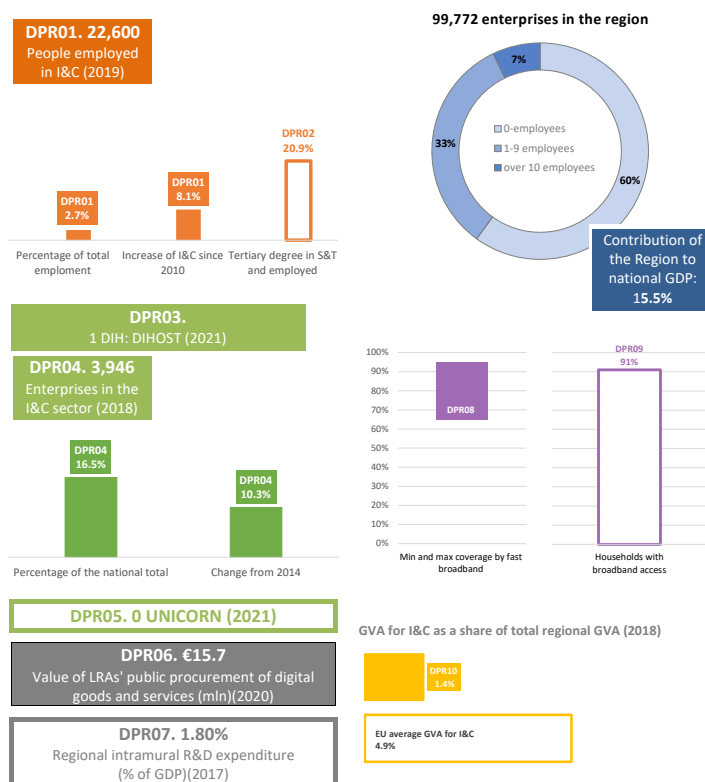 DPR01. 22,600
People employed
in I&C (2019)
DPR01
2.7%
DPR01
8.1%
DPR02
20.9%
Percentage of total
emploment
Increase of I&C since
2010
Tertiary degree in S&T
and employed
99,772 enterprises in the region
7%
33%
60%
0-employees
1-9 employees
over 10 employees
Contribution of
the Region to
national GDP:
15.5%
DPR03.
1 DIH: DIHOST (2021)
DPR04. 3,946
Enterprises in the
I&C sector (2018)
DPR04
16.5%
DPR04
10.3%
Percentage of the national total
Change from 2014
100%
90%
80%
70%
60%
50%
40%
30%
20%
10%
0%
DPR08
DPR09
91%
Min and max coverage by fast
broadband
Households with
broadband access
DPR05. 0 UNICORN (2021)
DPR06. €15.7
Value of LRAs' public procurement of digital
goods and services (mln)(2020)
DPR07. 1.80%
Regional intramural R&D expenditure
(% of GDP)(2017)
GVA for I&C as a share of total regional GVA (2018)
DPR10
1.4%
EU average GVA for I&C
4.9%